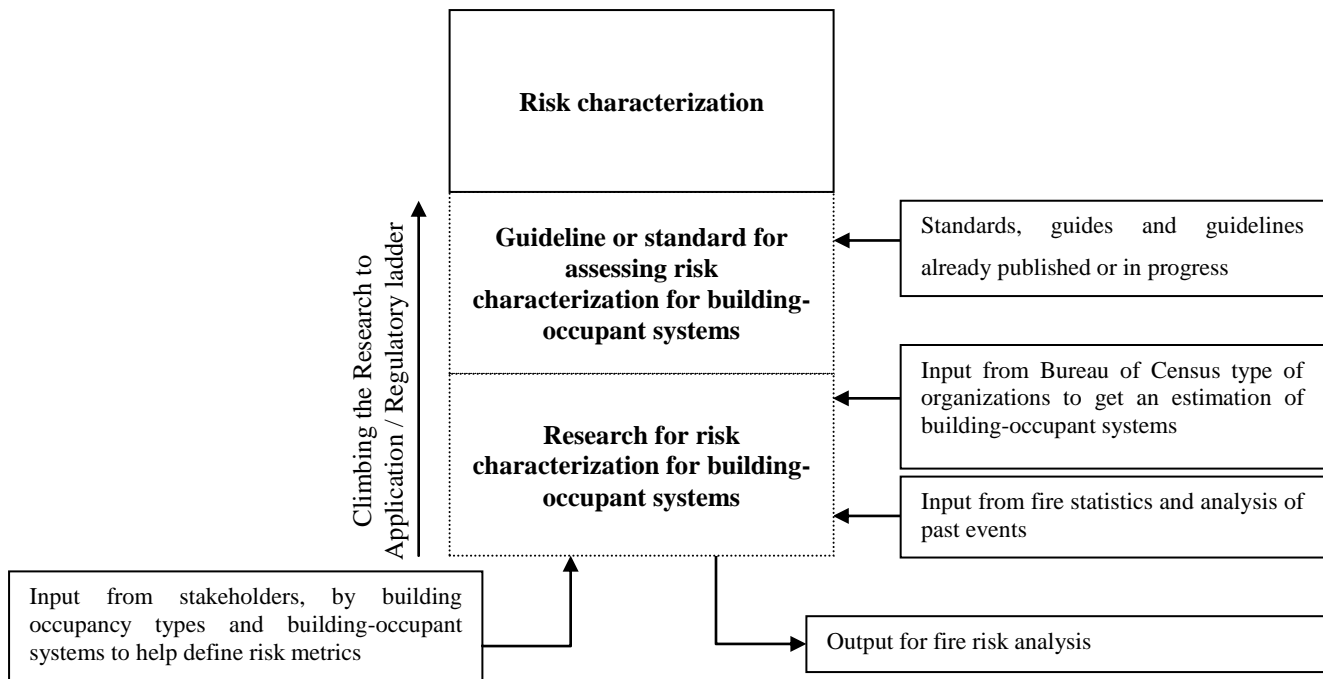 Risk characterization
Guideline or standard for
assessing risk
characterization for building-
occupant systems
Standards, guides and guidelines
already published or in progress
Climbing the Research to
Application / Regulatory ladder
Input from Bureau of Census type of
organizations to get an estimation of
building-occupant systems
Research for risk
characterization for building-
occupant systems
Input from fire statistics and analysis of
past events
Input from stakeholders, by building
occupancy types and building-occupant
systems to help define risk metrics
Output for fire risk analysis